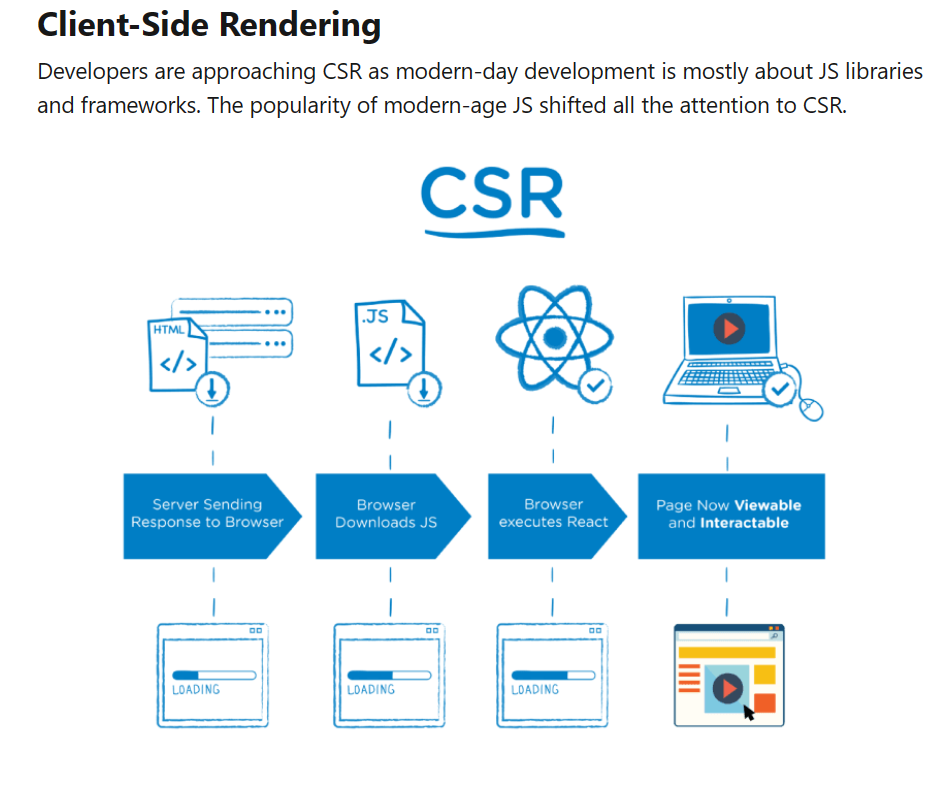 Client-Side Rendering
Developers are approaching CSR as modern-day development is mostly about JS libraries
and frameworks. The popularity of modern-age JS shifted all the attention to CSR.
CSR
HTML
</>
.JS
</>
Server Sending
Response to Browser
Browser
Downloads JS
Browser
executes React
Page Now Viewable
and Interactable
LOADING
LOADING
LOADING